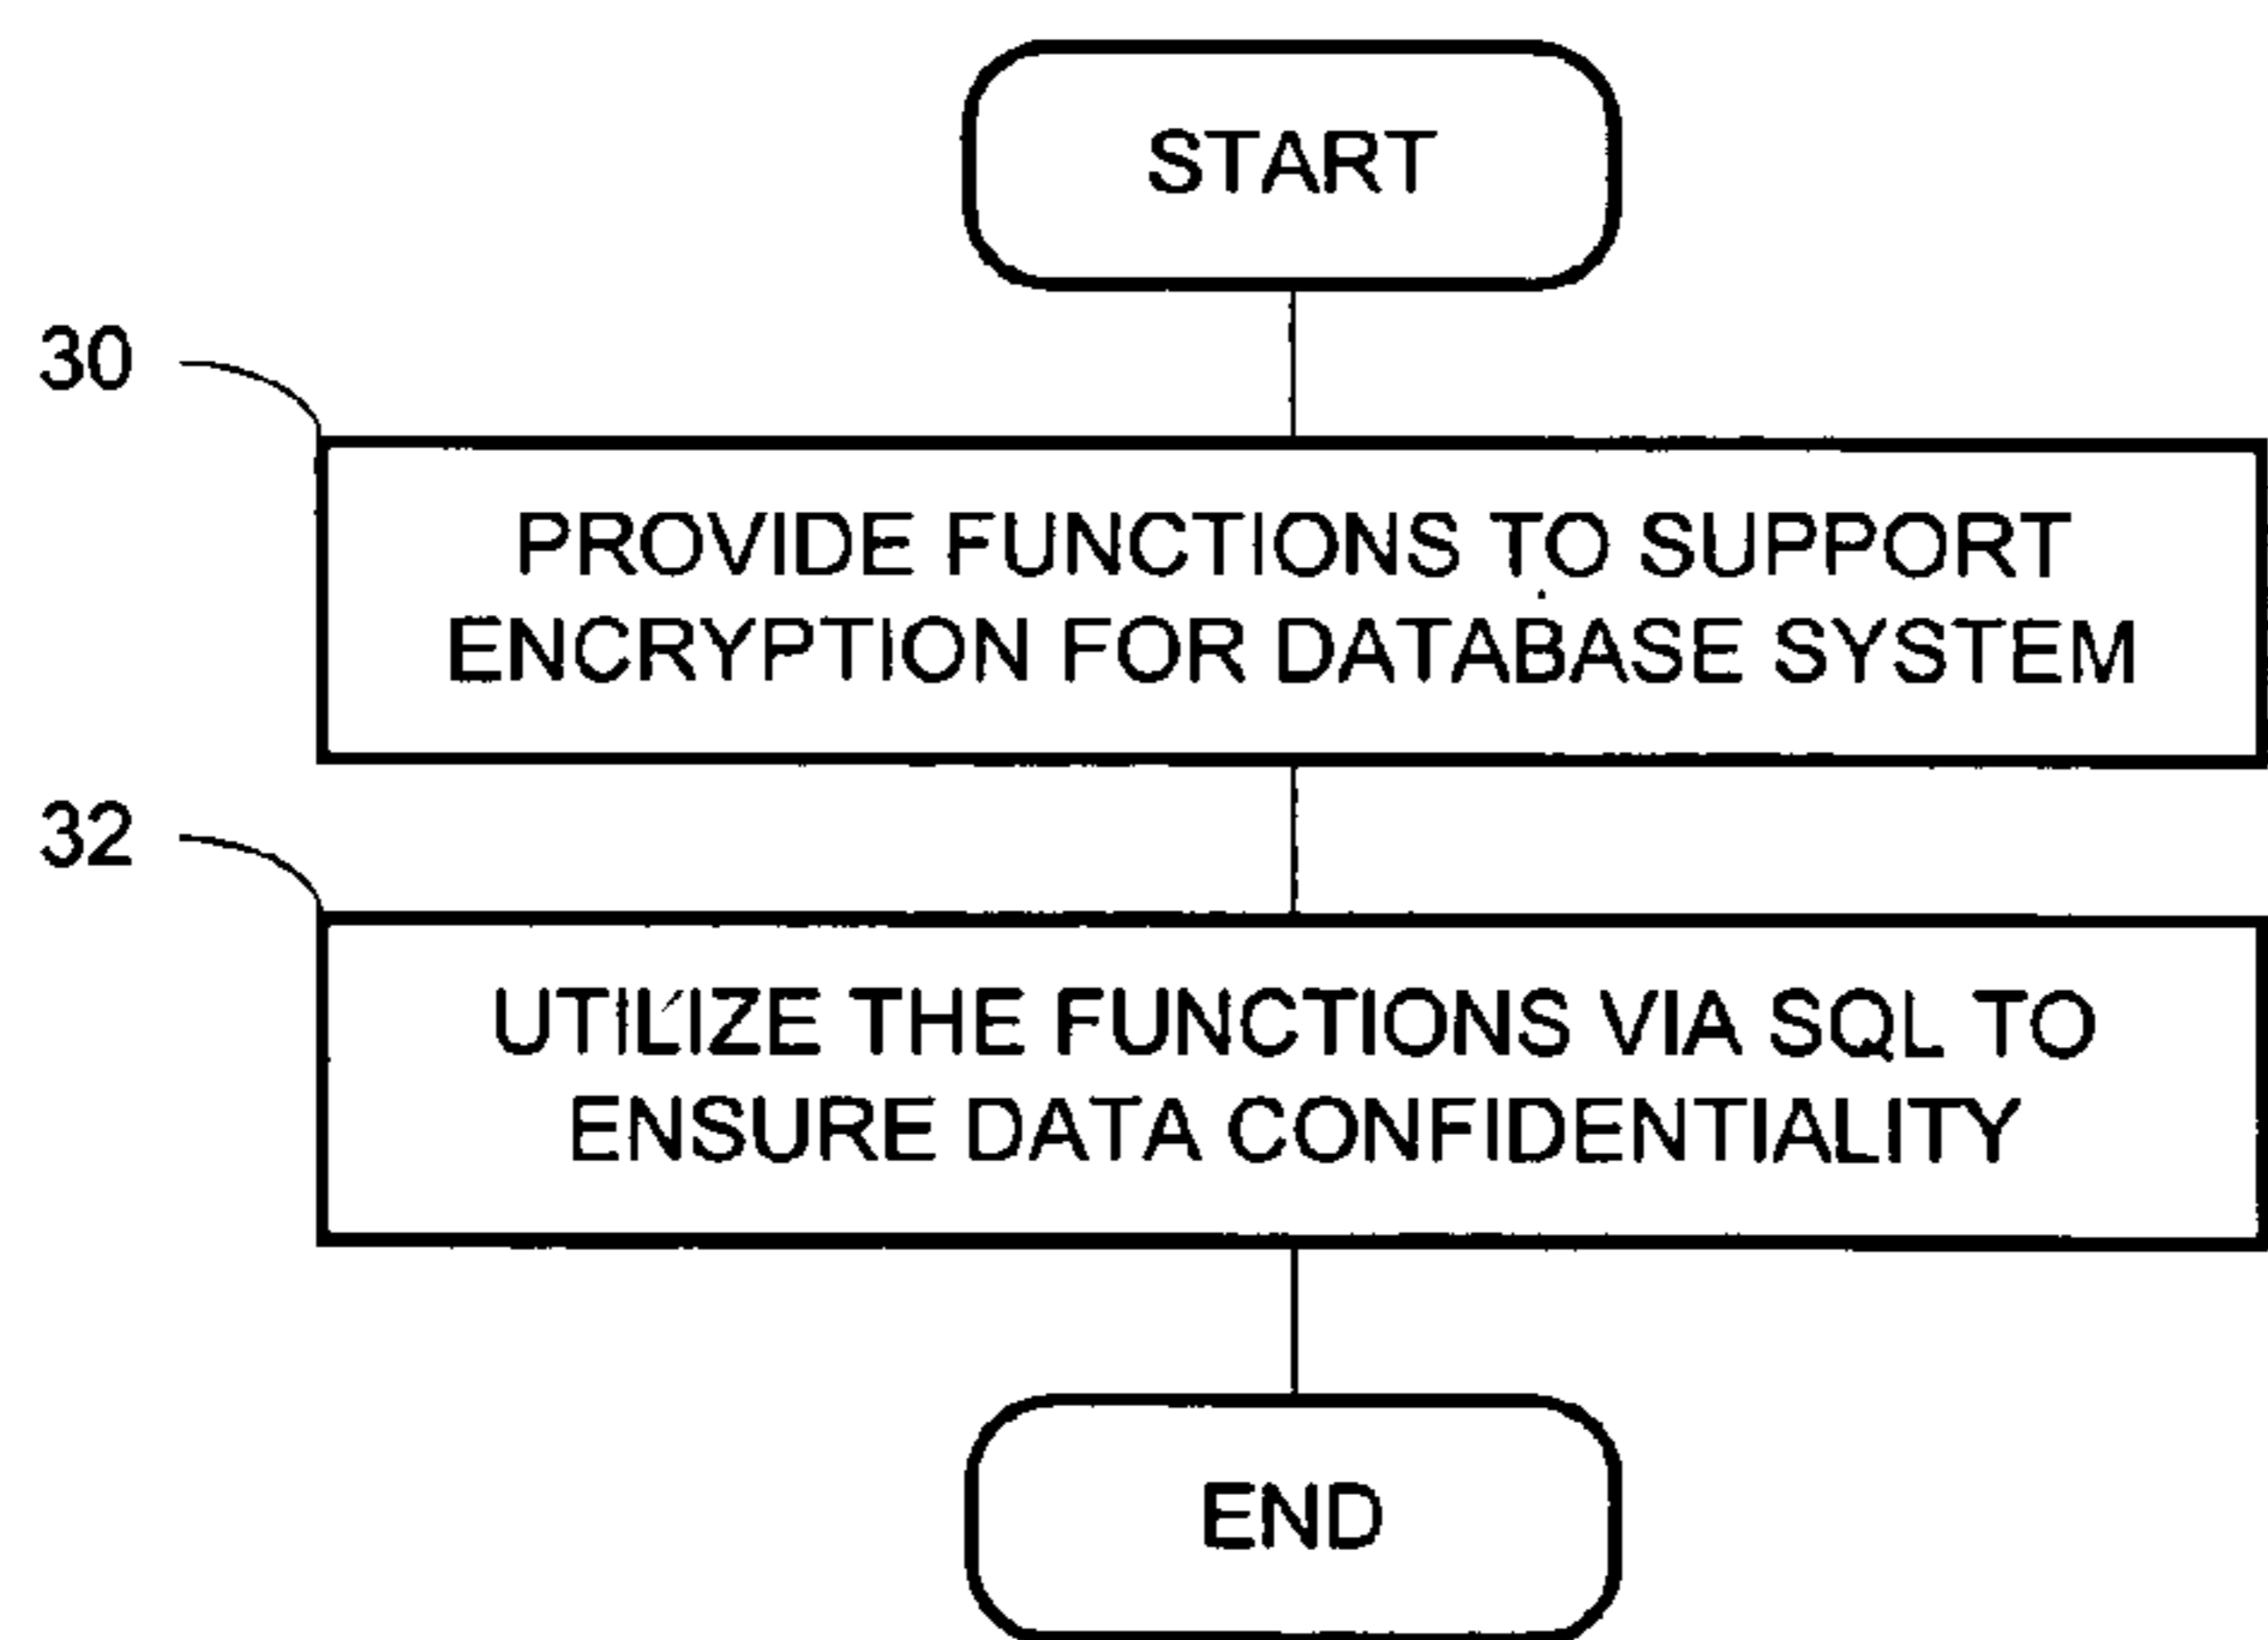 START
30
PROVIDE FUNCTIONS TO SUPPORT
ENCRYPTION FOR DATABASE SYSTEM
32
UTILIZE THE FUNCTIONS VIA SQL TO
ENSURE DATA CONFIDENTIALITY
END